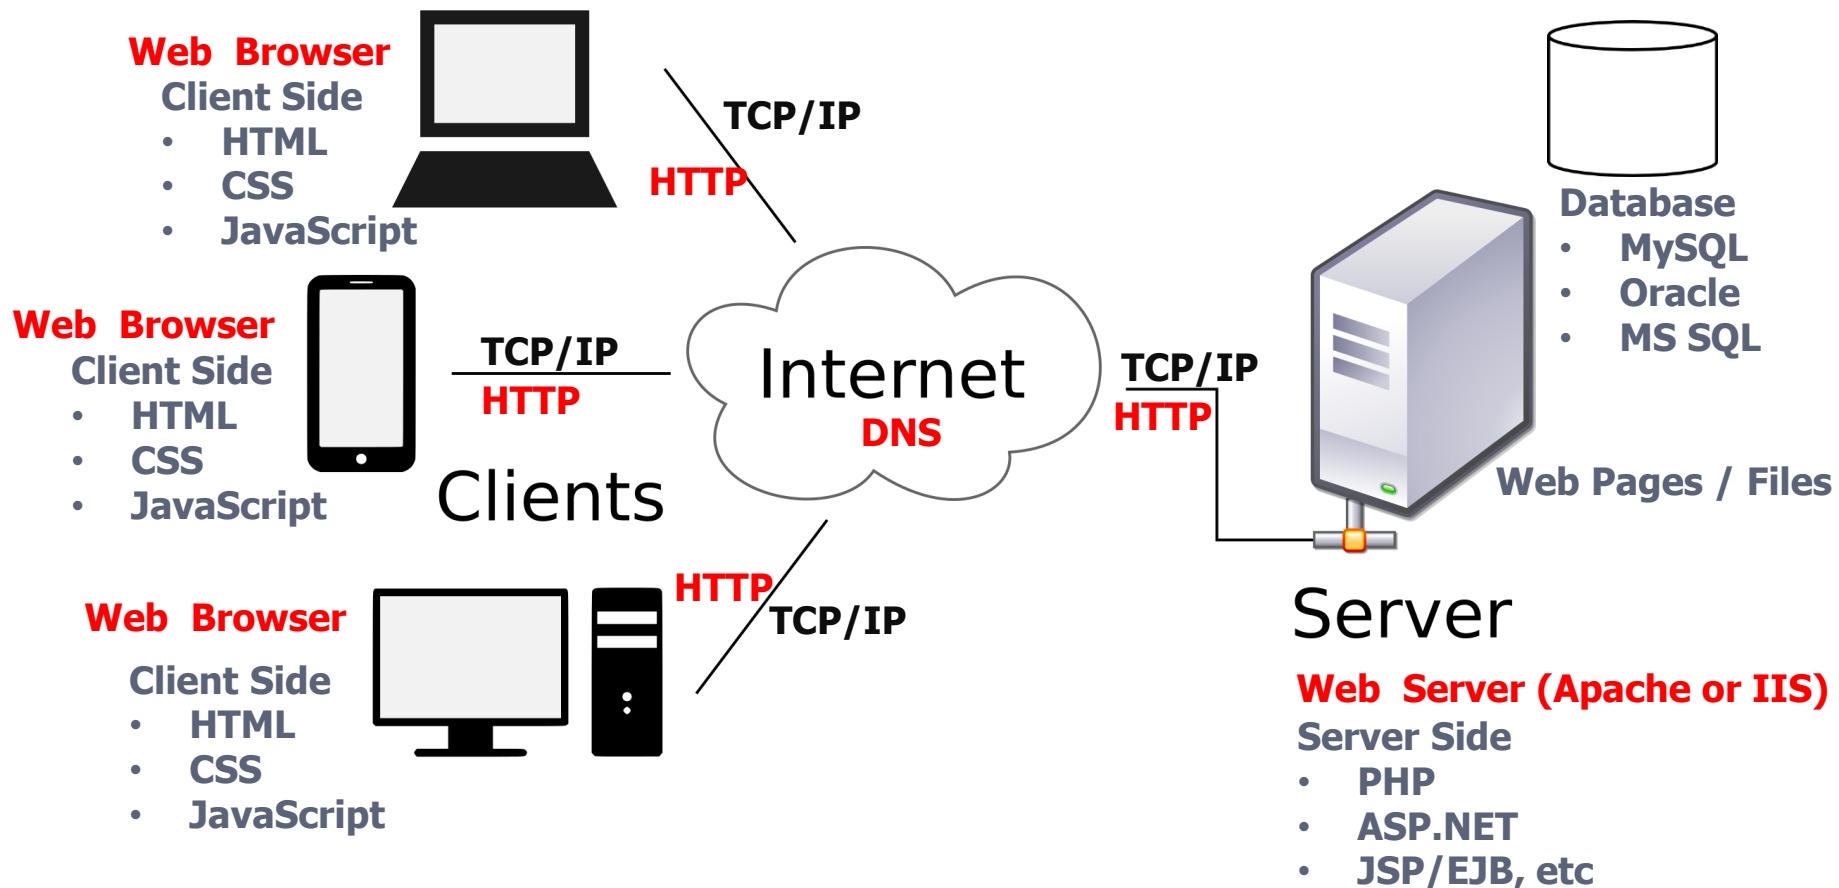 Web Browser
Client Side
• HTML
• CSS
• JavaScript
TCP/IP
HTTP
Web Browser
Client Side
• HTML
• CSS
• JavaScript
TCP/IP
HTTP
Clients
Internet
DNS
TCP/IP
HTTP
Database
• MySQL
• Oracle
• MS SQL
Web Pages / Files
Web Browser
Client Side
• HTML
• CSS
• JavaScript
HTTP
TCP/IP
Server
Web Server (Apache or IIS)
Server Side
• PHP
• ASP.NET
• JSP/EJB, etc